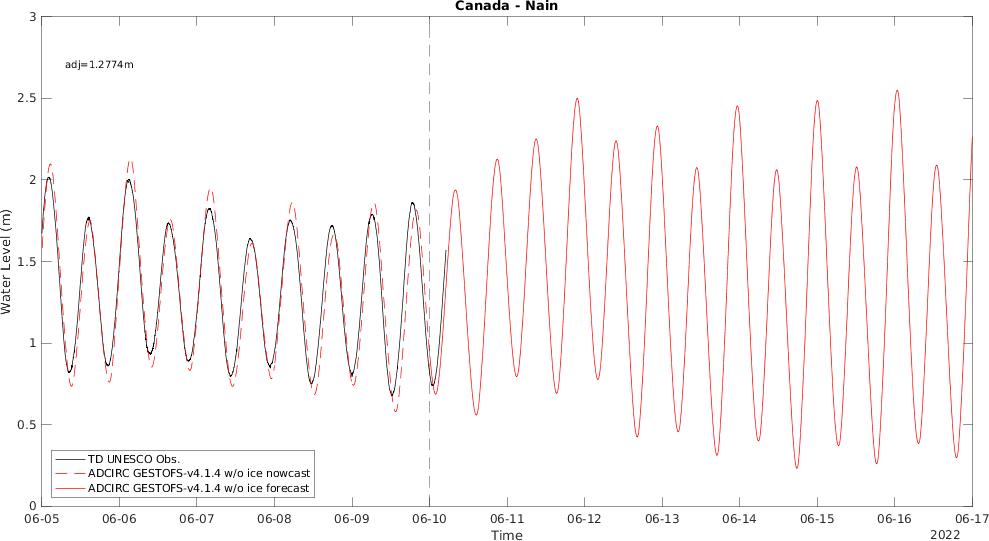 Canada - Nain
3
adj=1.2774m
2.5
2
1.5
1
0.5
0
Water Level (m)
TD UNESCO Obs.
ADCIRC GESTOFS-v4.1.4 w/o ice nowcast
ADCIRC GESTOFS-v4.1.4 w/o ice forecast
06-05 06-06 06-07 06-08 06-09 06-10 06-11 06-12 06-13 06-14 06-15 06-16 06-17
Time
2022